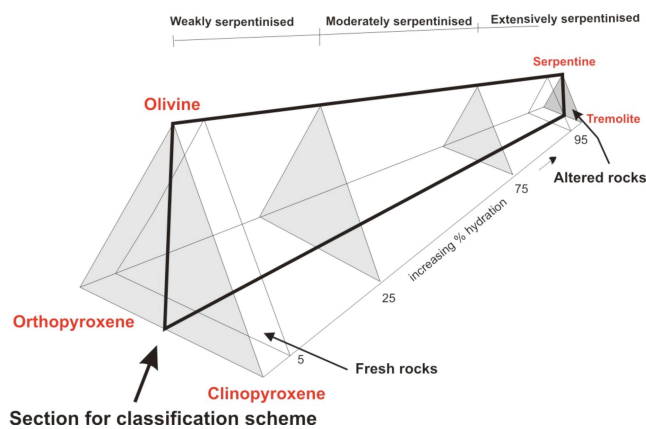 Weakly serpentinised
Moderately serpentinised
Extensively serpentinised
Serpentine
Olivine
Tremolite
95
Altered rocks
75
increasing % hydration
25
Orthopyroxene
5
Fresh rocks
Clinopyroxene
Section for classification scheme